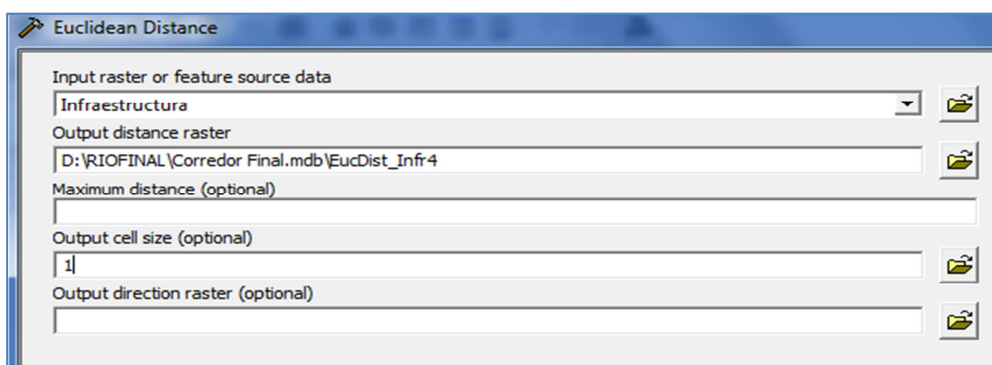 Euclidean Distance
Input raster or feature source data
Infraestructura
Output distance raster
D:\RIOFINAL\Corredor Final.mdb\EucDist_Infr4
Maximum distance (optional)
Output cell size (optional)
1
Output direction raster (optional)